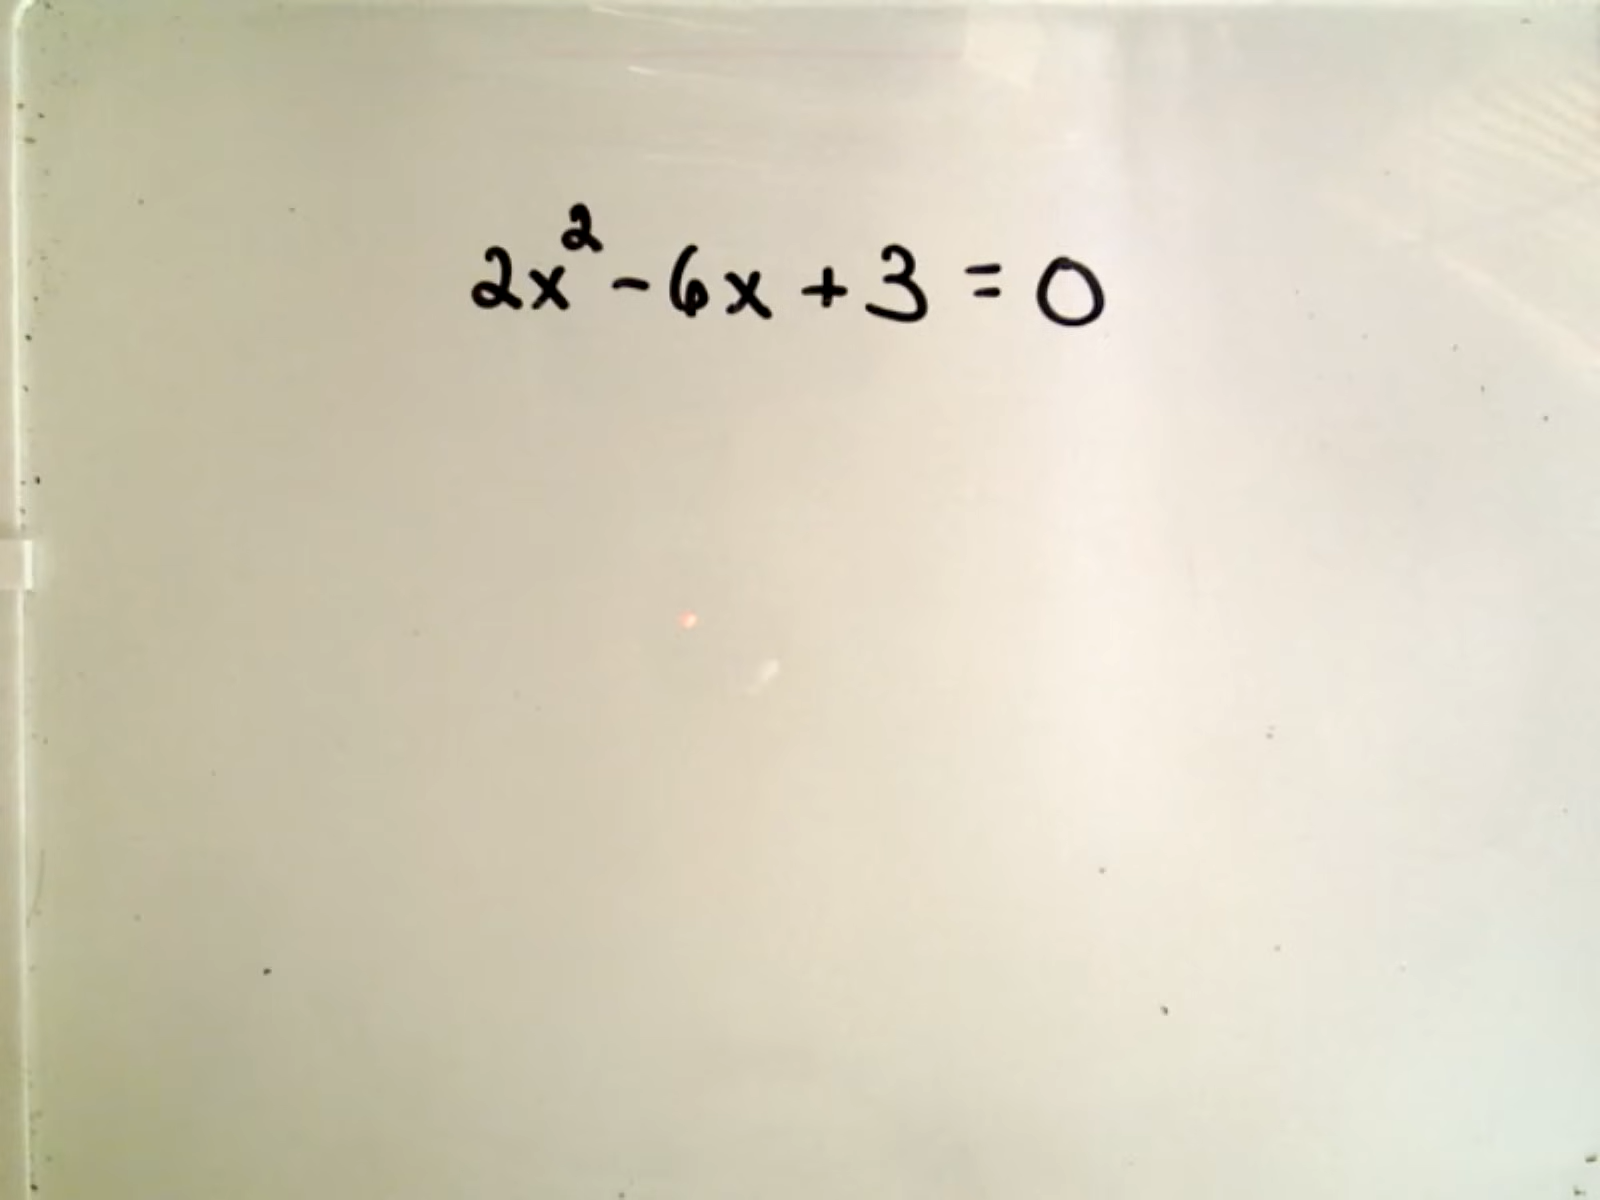 2x² - 6x + 3 = 0